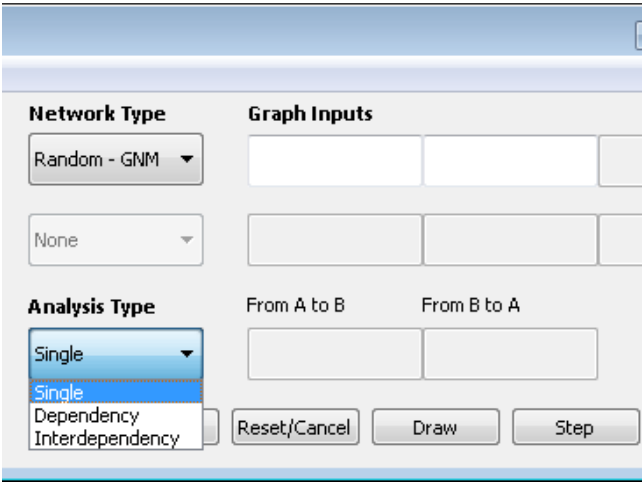 Network Type Graph Inputs
Random - GNM
None
Analysis Type From A to B From B to A
Single
Single
Dependency
Interdependency
Reset/Cancel Draw Step